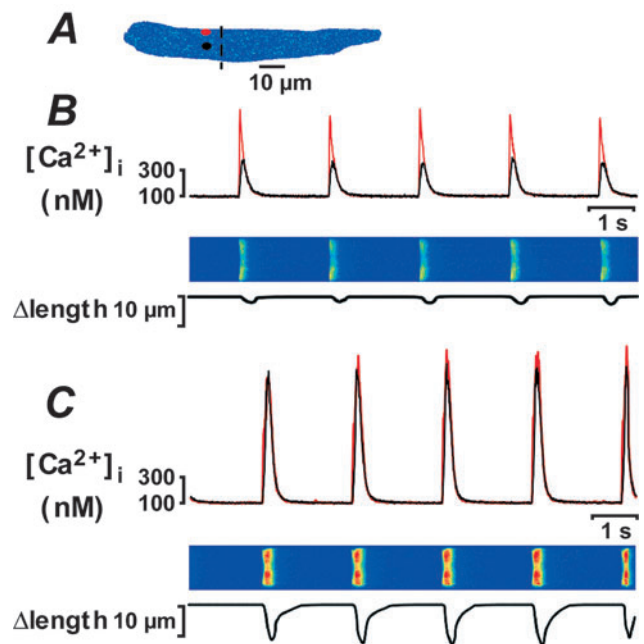 A
10 µm
B
[Ca²⁺]ᵢ
(nM)
300
100
1 s
Δlength 10 µm
C
[Ca²⁺]ᵢ
(nM)
300
100
1 s
Δlength 10 µm